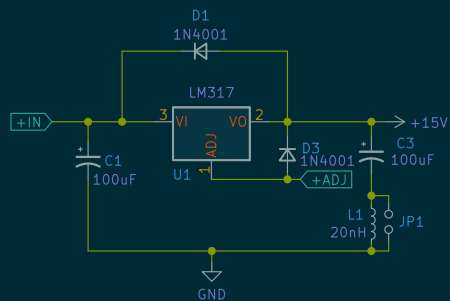 D1
1N4001
LM317
+IN
3
VI
VO
2
ADJ
1
U1
+15V
+
C1
100uF
D3
1N4001
+ADJ
+
C3
100uF
L1
20nH
JP1
GND